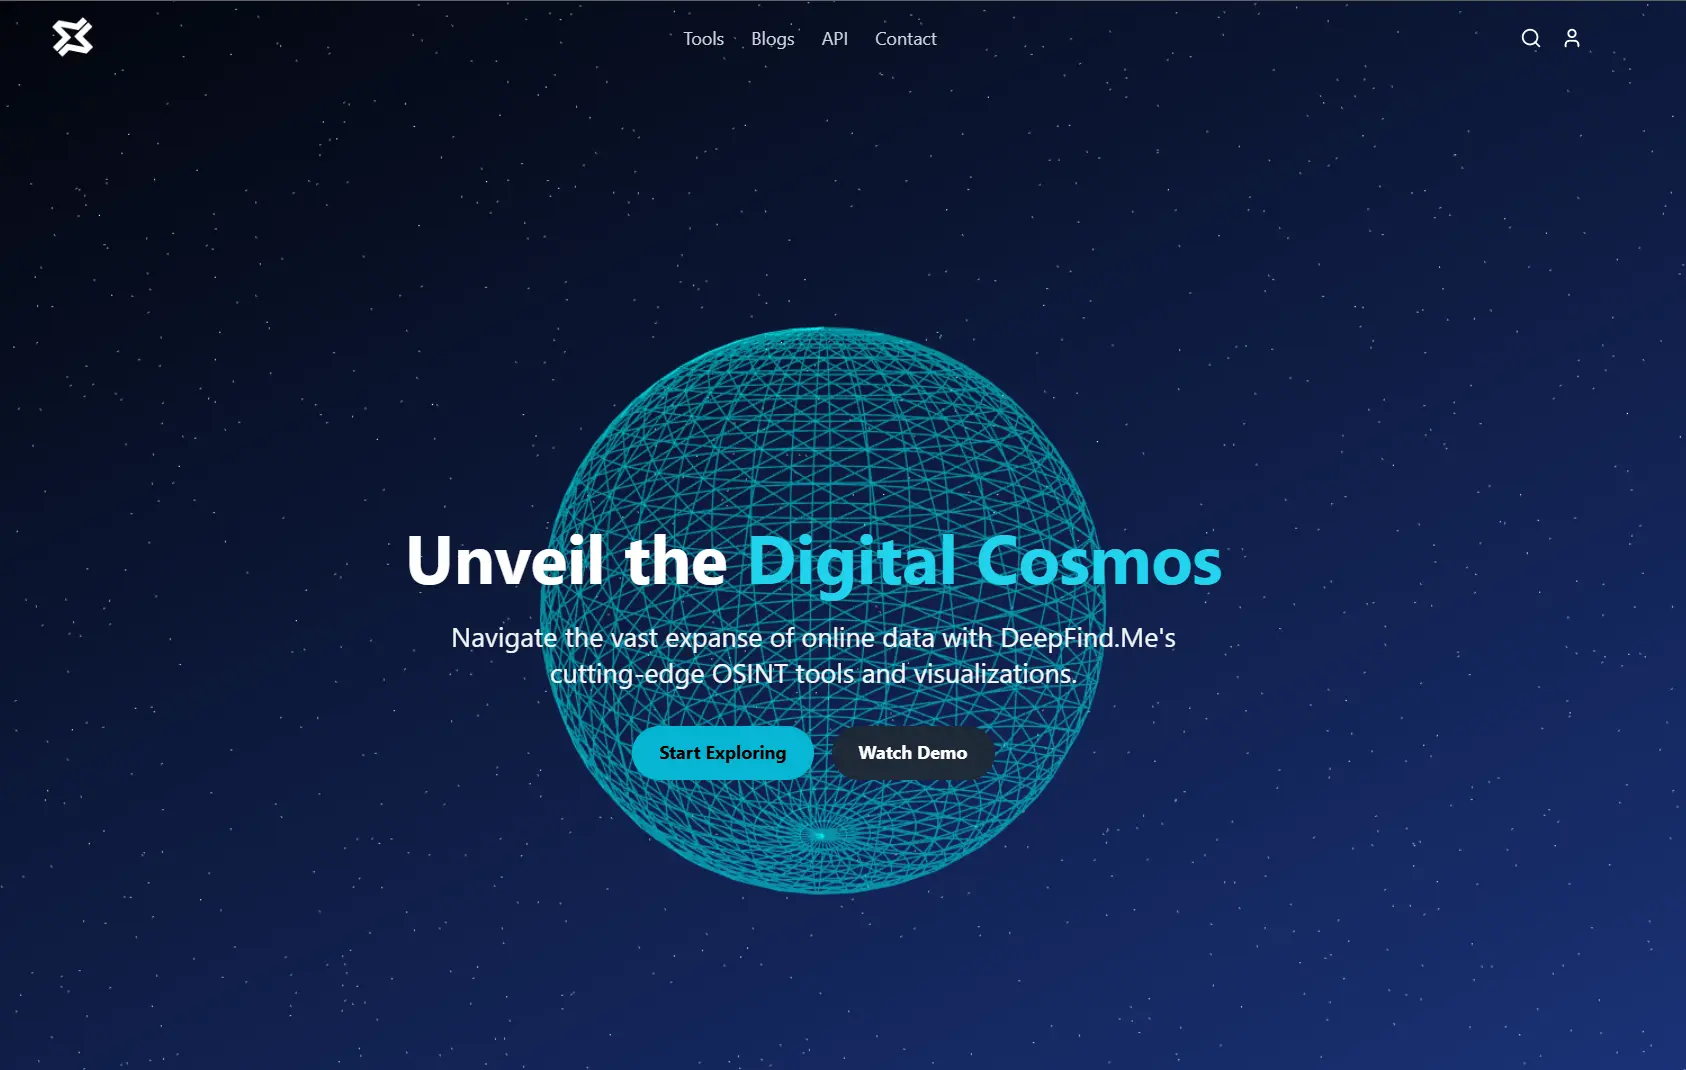 Tools Blogs API Contact
Unveil the Digital Cosmos
Navigate the vast expanse of online data with DeepFind.Me's
cutting-edge OSINT tools and visualizations.
Start Exploring Watch Demo